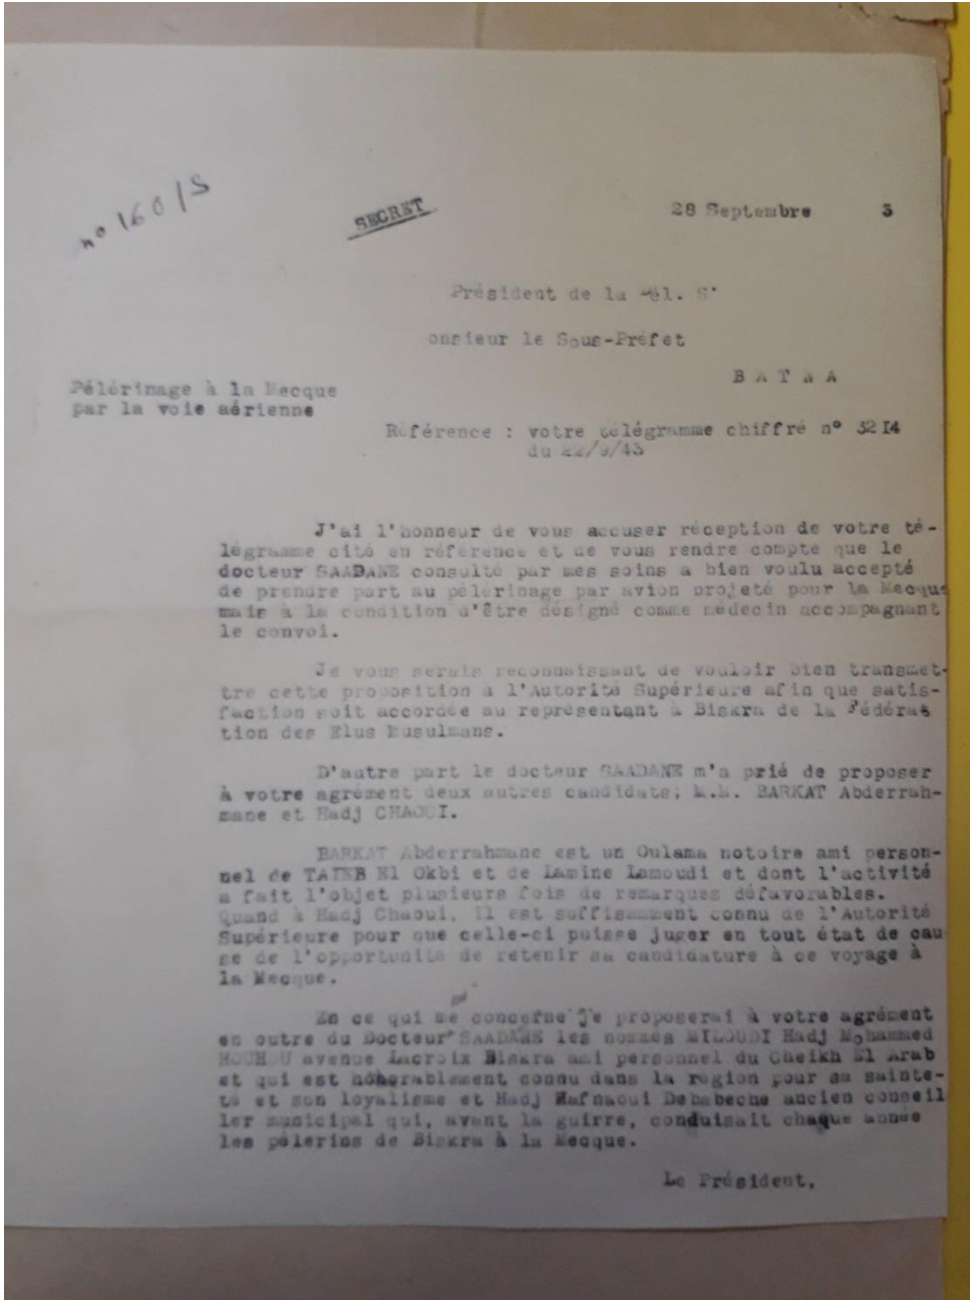 n° 160/S
SECRET
28 Septembre 3
Président de la Dél. S
onsieur le Sous-Préfet
BATNA
Pélérinage à la Mecque
par la voie aérienne
Référence : votre télégramme chiffré n° 3214
du 22/9/43
J'ai l'honneur de vous accuser réception de votre té-
légramme cité en référence et de vous rendre compte que le
docteur SAADANE consulté par mes soins a bien voulu accepté
de prendre part au pélérinage par avion projeté pour la Mecque
mais à la condition d'être désigné comme médecin accompagnant
le convoi.
Je vous serais reconnaissant de vouloir bien transmet-
tre cette proposition à l'Autorité Supérieure afin que satis-
faction soit accordée au représentant à Biskra de la Fédérat
tion des Elus Musulmans.
D'autre part le docteur SAADANE m'a prié de proposer
à votre agrément deux autres candidats; M.M. BARKAT Abderrah-
mane et Hadj CHAOUI.
BARKAT Abderrahmane est un Oulama notoire ami person-
nel de TAIEB El Okbi et de Lamine Lamoudi et dont l'activité
a fait l'objet plusieurs fois de remarques défavorables.
Quand à Hadj Chaoui, il est suffisamment connu de l'Autorité
Supérieure pour que celle-ci puisse juger en tout état de cau
se de l'opportunité de retenir sa candidature à ce voyage à
la Mecque.
En ce qui me concerne je proposerai à votre agrément
en outre du Docteur SAADANE les nommés MILOUDI Hadj Mohammed
HOUHOU avenue Lacroix Biskra ami personnel du Cheikh El Arab
et qui est honorablement connu dans la région pour sa sainte-
té et son loyalisme et Hadj Hafnaoui Debabeche ancien conseil
ler municipal qui, avant la guirre, conduisait chaque année
les pélerins de Biskra à la Mecque.
Le Président,